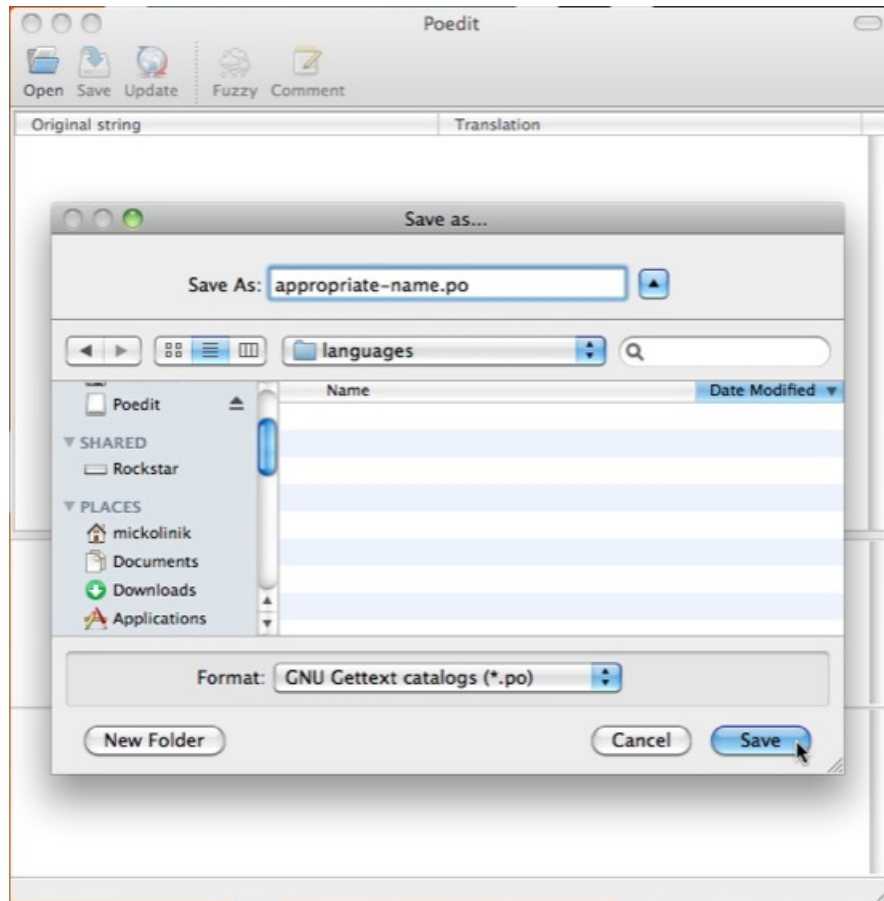 Poedit
Open Save Update Fuzzy Comment
Original string Translation
Save as...
Save As: appropriate-name.po
languages
Name Date Modified
Poedit
SHARED
Rockstar
PLACES
mickolinik
Documents
Downloads
Applications
Format: GNU Gettext catalogs (*.po)
New Folder Cancel Save